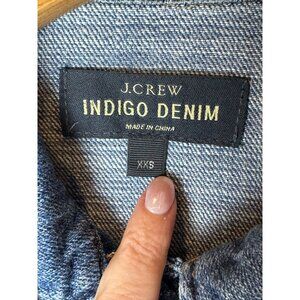 J.CREW
INDIGO DENIM
MADE IN CHINA
XXS